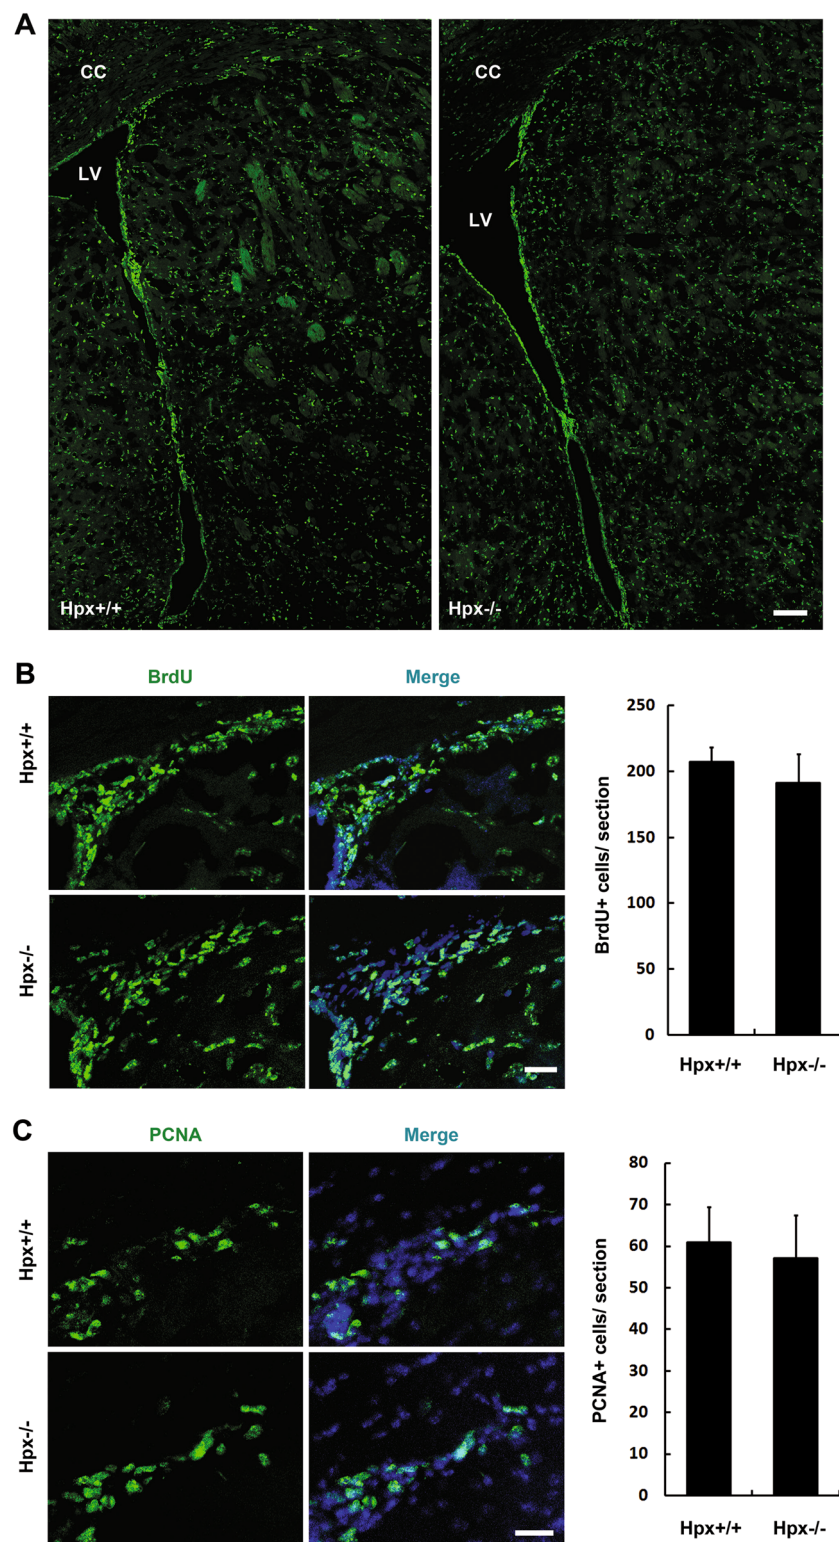 A
CC
LV
Hpx+/+
CC
LV
Hpx-/-
B
BrdU
Merge
Hpx+/+
Hpx-/-
BrdU+ cells/ section
250
200
150
100
50
0
Hpx+/+ Hpx-/-
C
PCNA
Merge
Hpx+/+
Hpx-/-
PCNA+ cells/ section
80
70
60
50
40
30
20
10
0
Hpx+/+ Hpx-/-